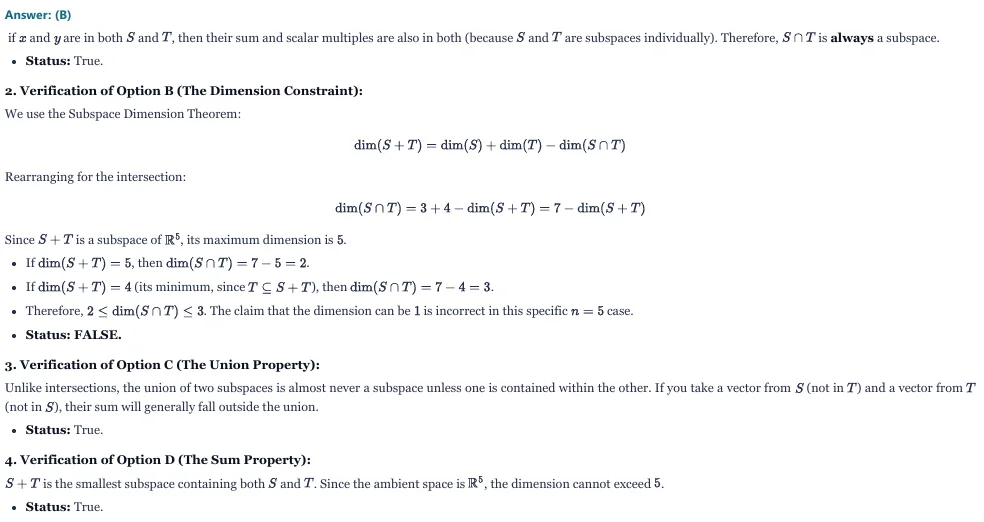 Answer: (B)
if x and y are in both S and T, then their sum and scalar multiples are also in both (because S and T are subspaces individually). Therefore, S ∩ T is always a subspace.
• Status: True.
2. Verification of Option B (The Dimension Constraint):
We use the Subspace Dimension Theorem:
dim(S + T) = dim(S) + dim(T) − dim(S ∩ T)
Rearranging for the intersection:
dim(S ∩ T) = 3 + 4 − dim(S + T) = 7 − dim(S + T)
Since S + T is a subspace of ℝ⁵, its maximum dimension is 5.
• If dim(S + T) = 5, then dim(S ∩ T) = 7 − 5 = 2.
• If dim(S + T) = 4 (its minimum, since T ⊆ S + T), then dim(S ∩ T) = 7 − 4 = 3.
• Therefore, 2 ≤ dim(S ∩ T) ≤ 3. The claim that the dimension can be 1 is incorrect in this specific n = 5 case.
• Status: FALSE.
3. Verification of Option C (The Union Property):
Unlike intersections, the union of two subspaces is almost never a subspace unless one is contained within the other. If you take a vector from S (not in T) and a vector from T
(not in S), their sum will generally fall outside the union.
• Status: True.
4. Verification of Option D (The Sum Property):
S + T is the smallest subspace containing both S and T. Since the ambient space is ℝ⁵, the dimension cannot exceed 5.
• Status: True.